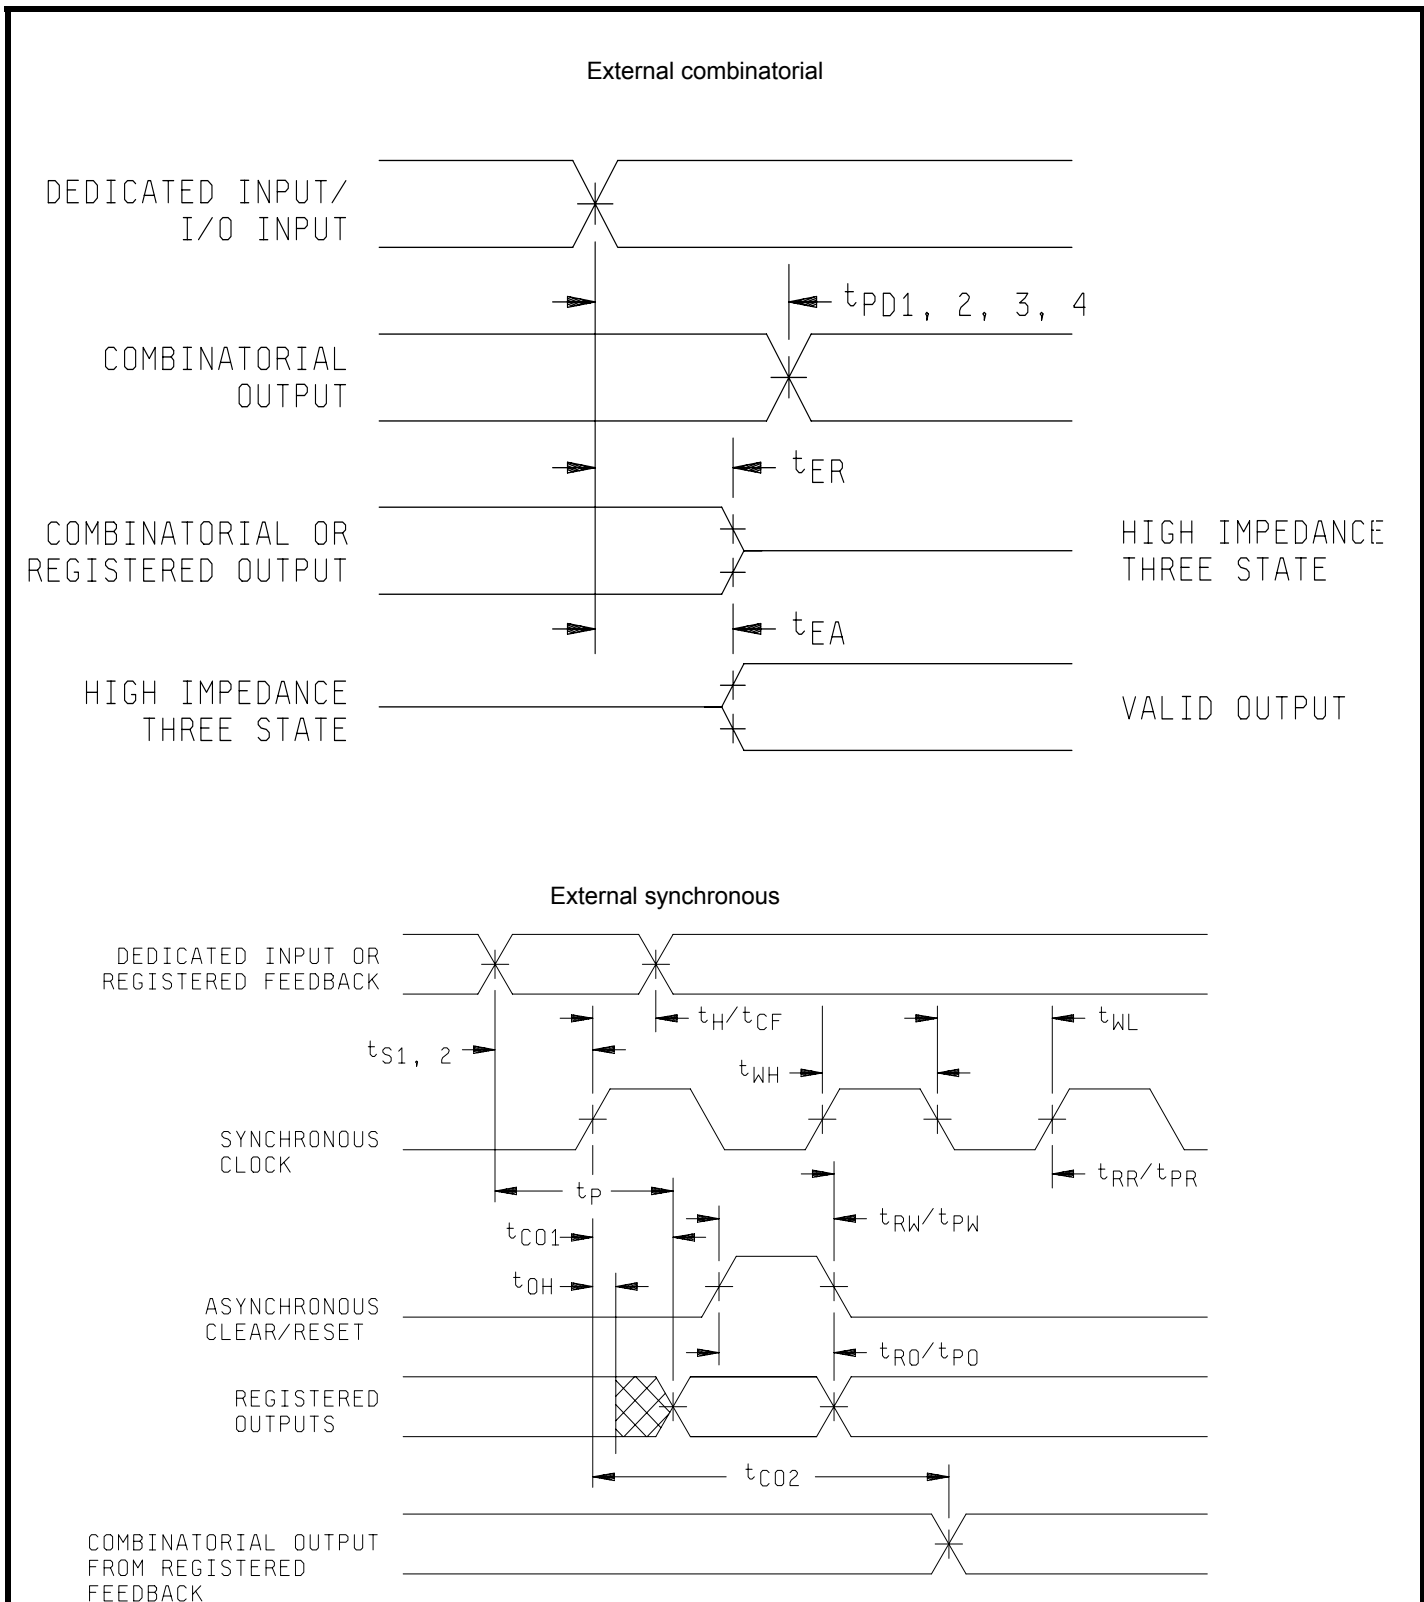 External combinatorial
DEDICATED INPUT/
I/O INPUT
tPD1, 2, 3, 4
COMBINATORIAL
OUTPUT
tER
COMBINATORIAL OR
REGISTERED OUTPUT
HIGH IMPEDANCE
THREE STATE
tEA
HIGH IMPEDANCE
THREE STATE
VALID OUTPUT
External synchronous
DEDICATED INPUT OR
REGISTERED FEEDBACK
tH/tCF
tWL
tS1, 2
tWH
SYNCHRONOUS
CLOCK
tRR/tPR
tP
tRW/tPW
tCO1
tOH
ASYNCHRONOUS
CLEAR/RESET
tRO/tPO
REGISTERED
OUTPUTS
tCO2
COMBINATORIAL OUTPUT
FROM REGISTERED
FEEDBACK